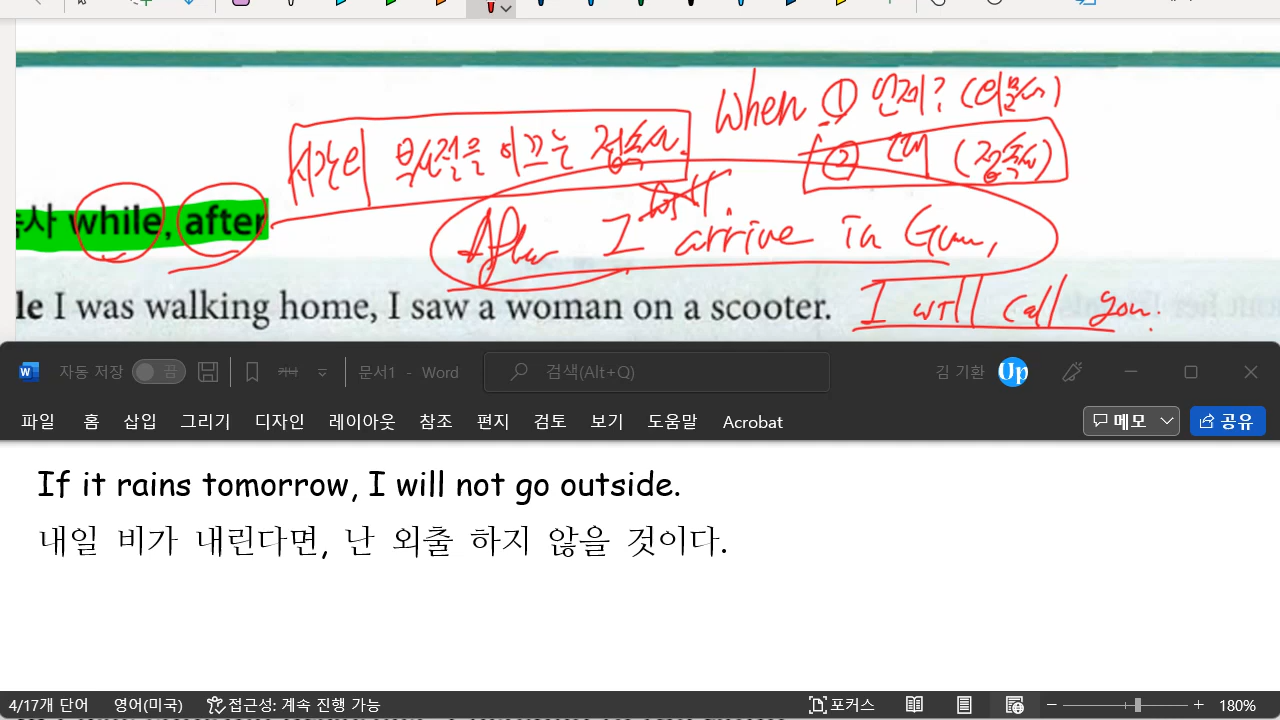 When ① 언제? (의문사)
시간의 부사절을 이끄는 접속사. ② 때 (접속사)
사 while, after
After I arrive in Gum,
le I was walking home, I saw a woman on a scooter. I will call you.
자동 저장 끔 문서1 - Word 검색(Alt+Q) 김 기환 Up
파일 홈 삽입 그리기 디자인 레이아웃 참조 편지 검토 보기 도움말 Acrobat 메모 공유
If it rains tomorrow, I will not go outside.
내일 비가 내린다면, 난 외출 하지 않을 것이다.
4/17개 단어 영어(미국) 접근성: 계속 진행 가능 포커스 180%